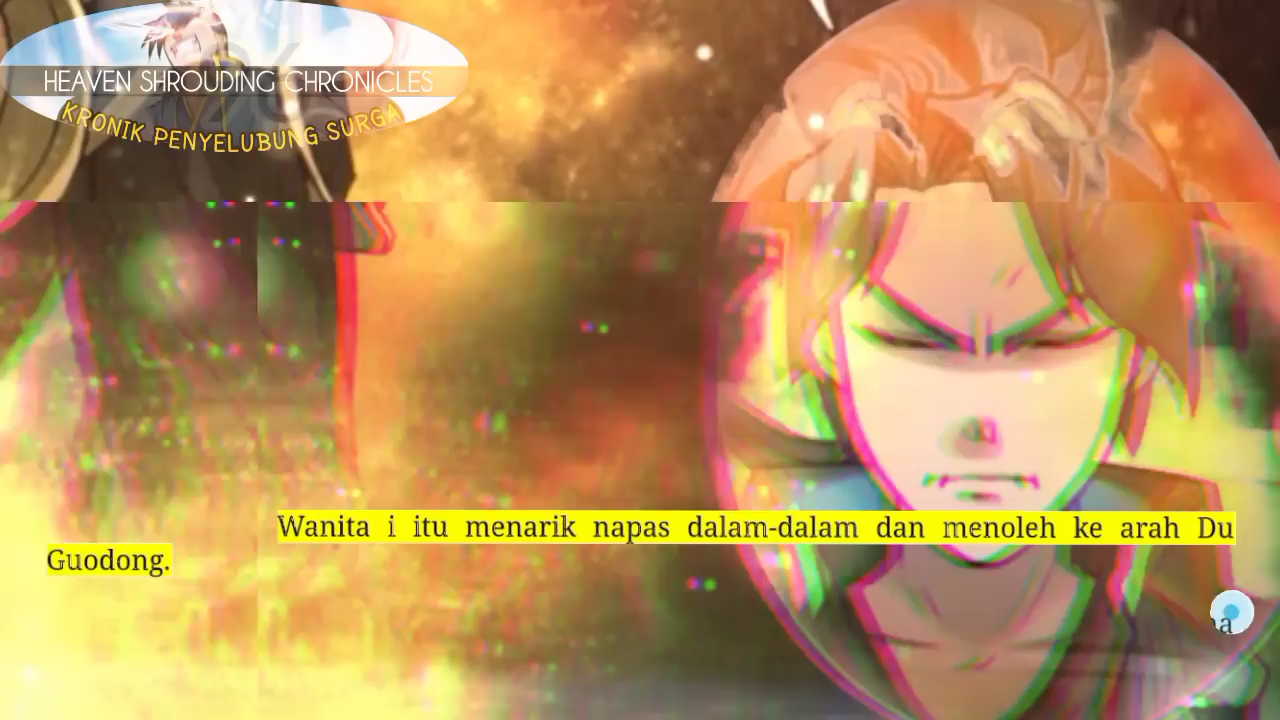 HEAVEN SHROUDING CHRONICLES
KRONIK PENYELUBUNG SURGA
Wanita i itu menarik napas dalam-dalam dan menoleh ke arah Du
Guodong.